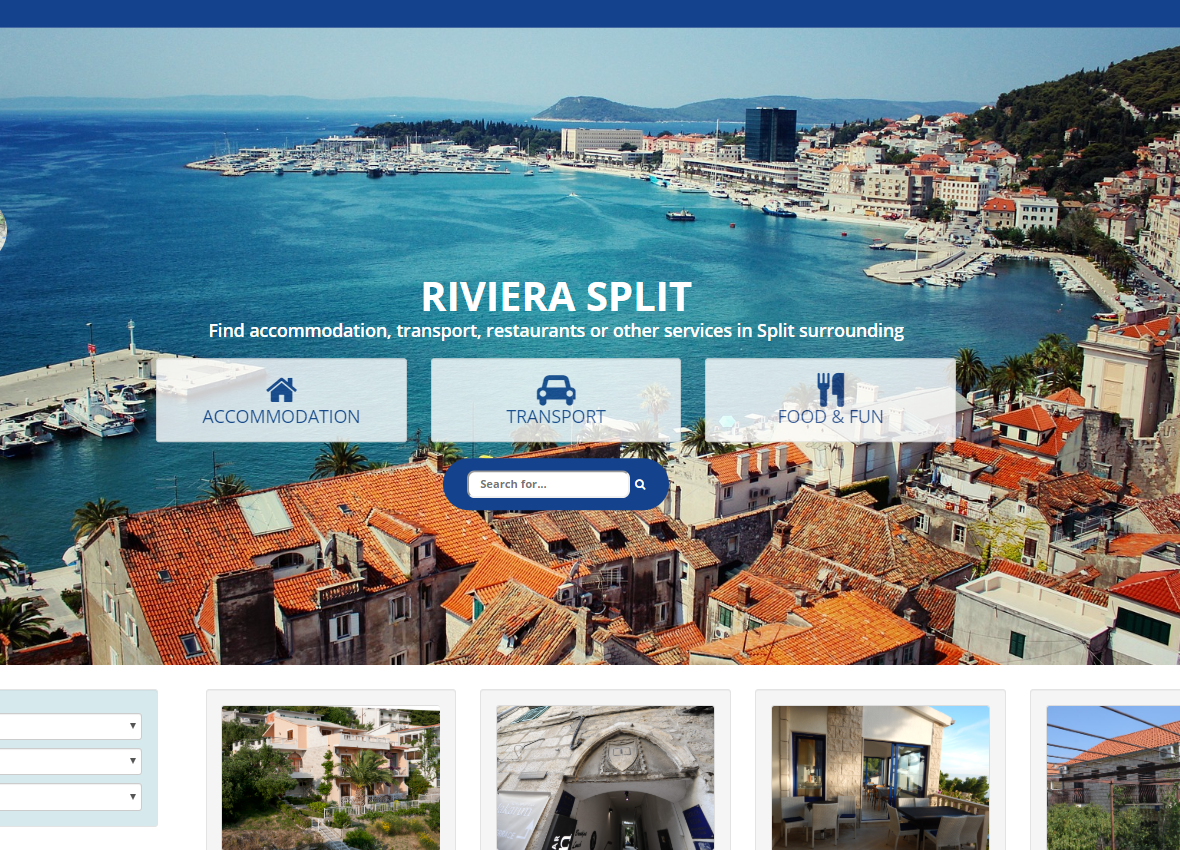 RIVIERA SPLIT
Find accommodation, transport, restaurants or other services in Split surrounding
ACCOMMODATION
TRANSPORT
FOOD & FUN
Search for...